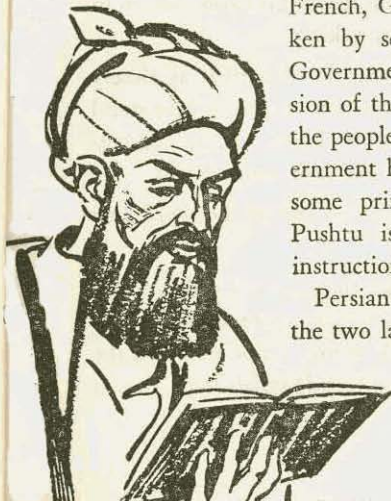 French, G
ken by se
Governme
sion of th
the people
ernment h
some pri
Pushtu is
instruction
Persian
the two la